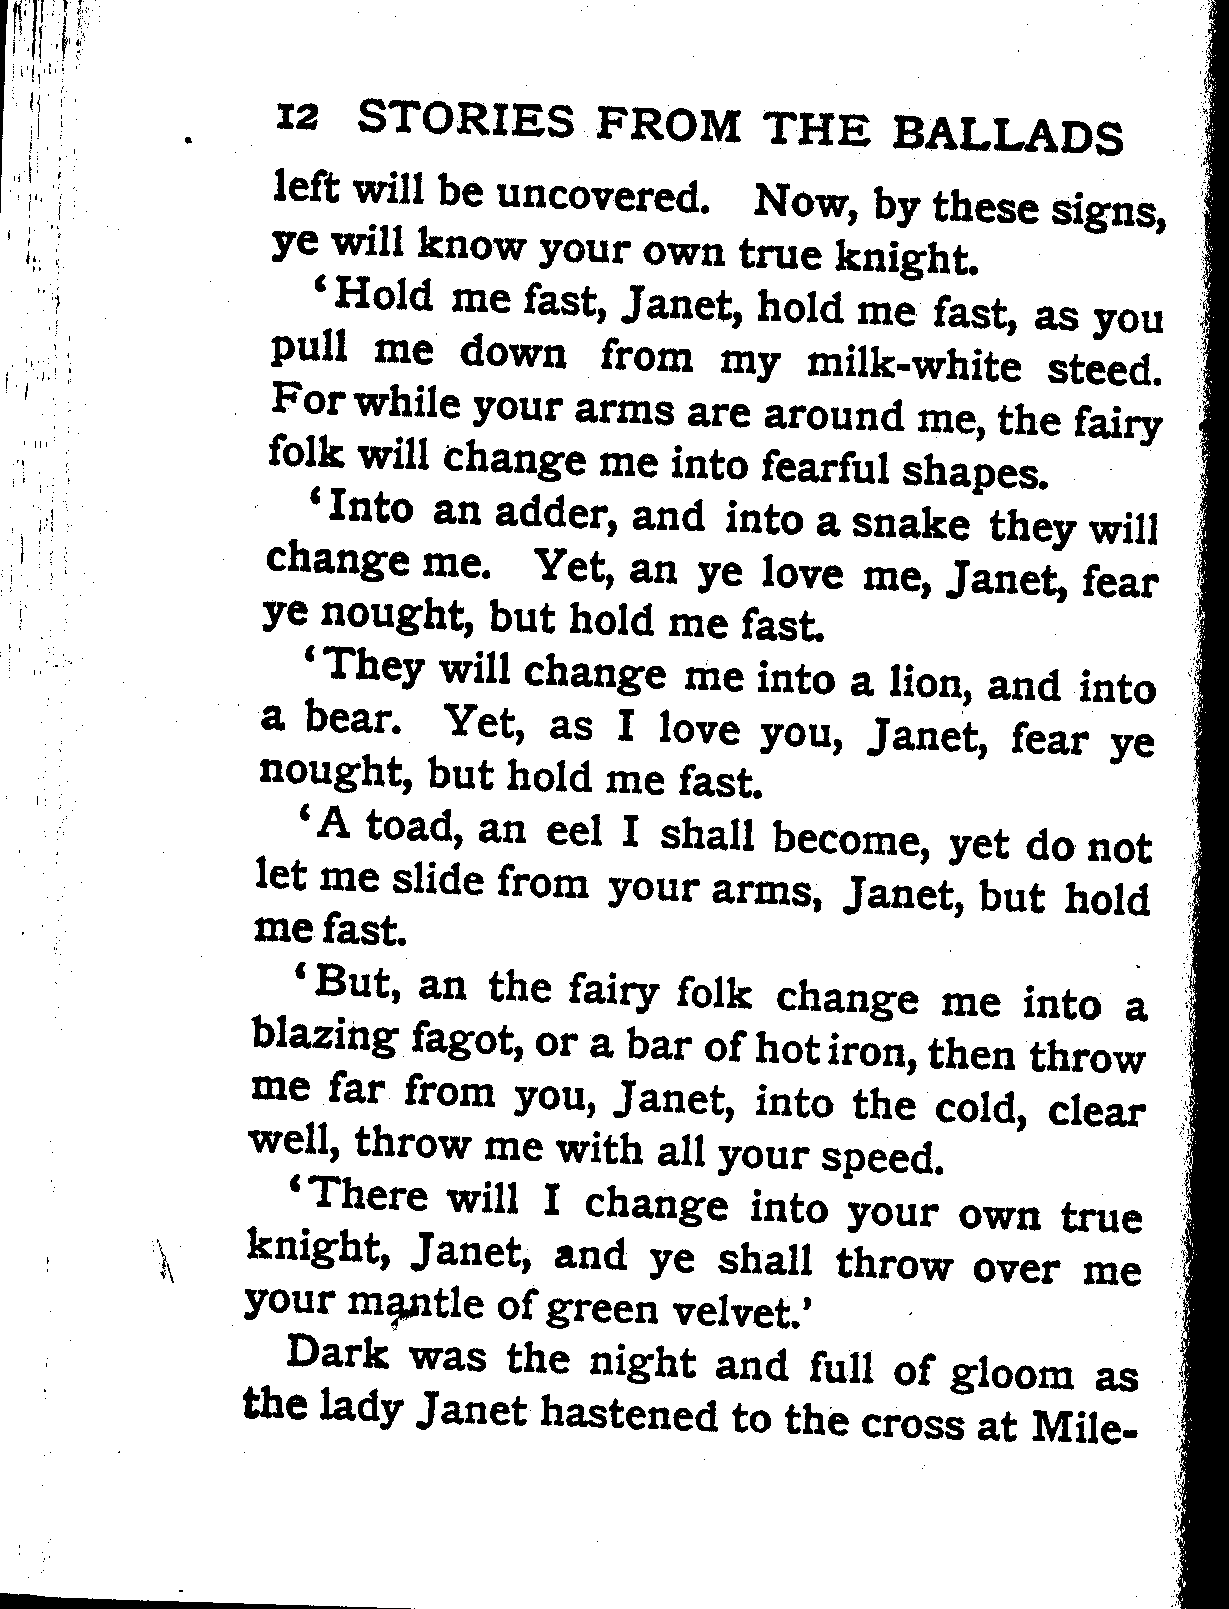 12 STORIES FROM THE BALLADS
left will be uncovered. Now, by these signs,
ye will know your own true knight.
‘Hold me fast, Janet, hold me fast, as you
pull me down from my milk-white steed.
For while your arms are around me, the fairy
folk will change me into fearful shapes.
‘Into an adder, and into a snake they will
change me. Yet, an ye love me, Janet, fear
ye nought, but hold me fast.
‘They will change me into a lion, and into
a bear. Yet, as I love you, Janet, fear ye
nought, but hold me fast.
‘A toad, an eel I shall become, yet do not
let me slide from your arms, Janet, but hold
me fast.
‘But, an the fairy folk change me into a
blazing fagot, or a bar of hot iron, then throw
me far from you, Janet, into the cold, clear
well, throw me with all your speed.
‘There will I change into your own true
knight, Janet, and ye shall throw over me
your mantle of green velvet.’
Dark was the night and full of gloom as
the lady Janet hastened to the cross at Mile-